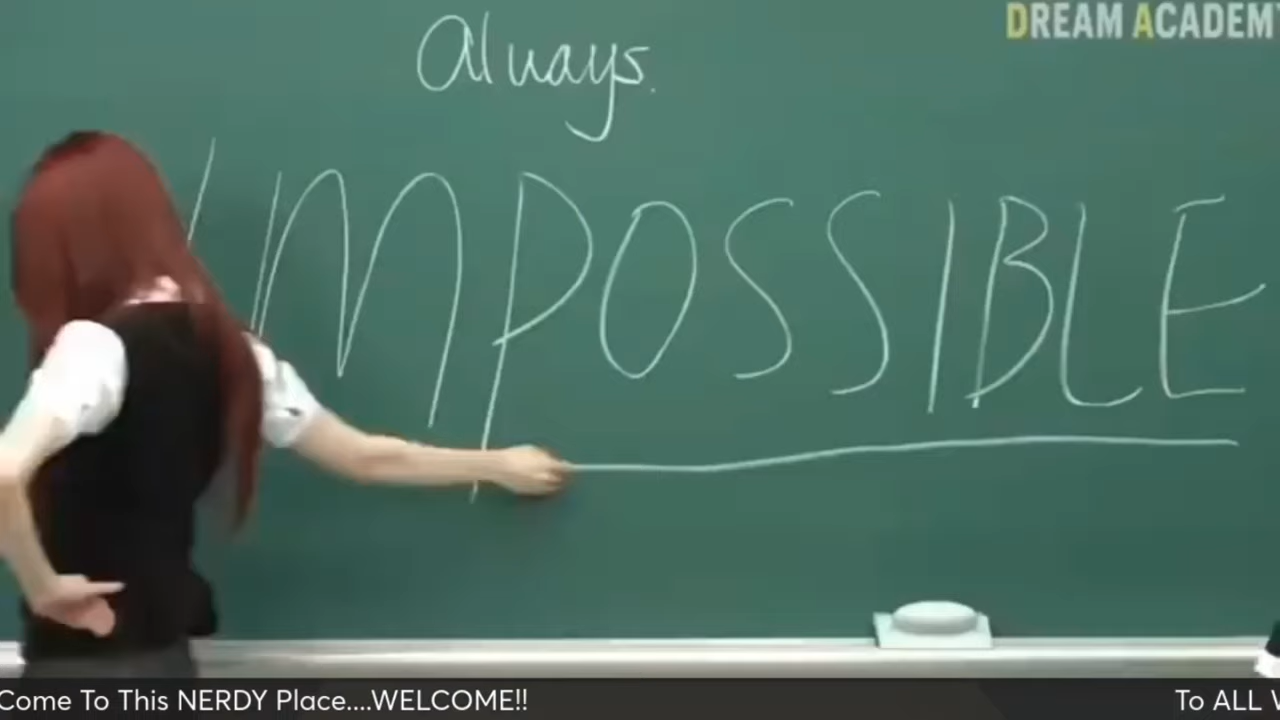 DREAM ACADEMY
always.
IMPOSSIBLE
Come To This NERDY Place....WELCOME!! To ALL